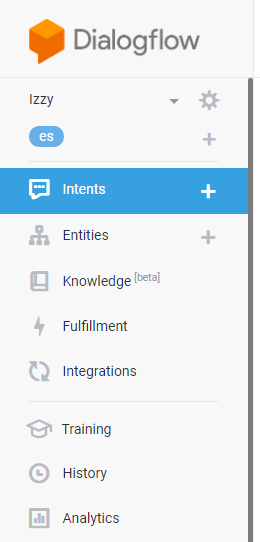 Dialogflow
Izzy
es
Intents
Entities
Knowledge [beta]
Fulfillment
Integrations
Training
History
Analytics